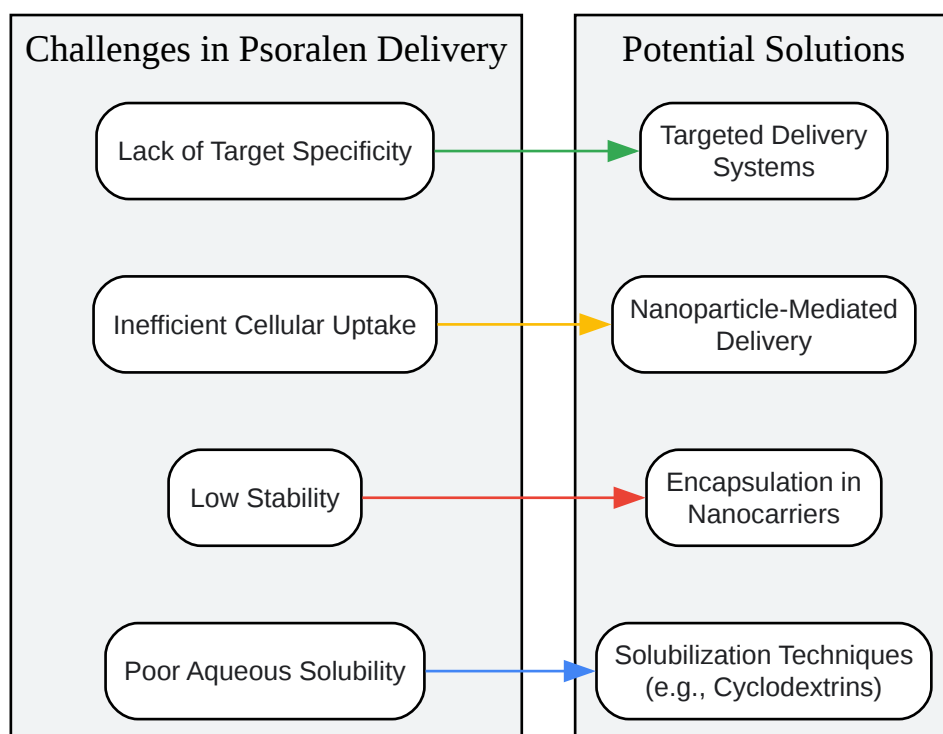 Challenges in Psoralen Delivery
Potential Solutions
Lack of Target Specificity
Targeted Delivery
Systems
Inefficient Cellular Uptake
Nanoparticle-Mediated
Delivery
Low Stability
Encapsulation in
Nanocarriers
Poor Aqueous Solubility
Solubilization Techniques
(e.g., Cyclodextrins)